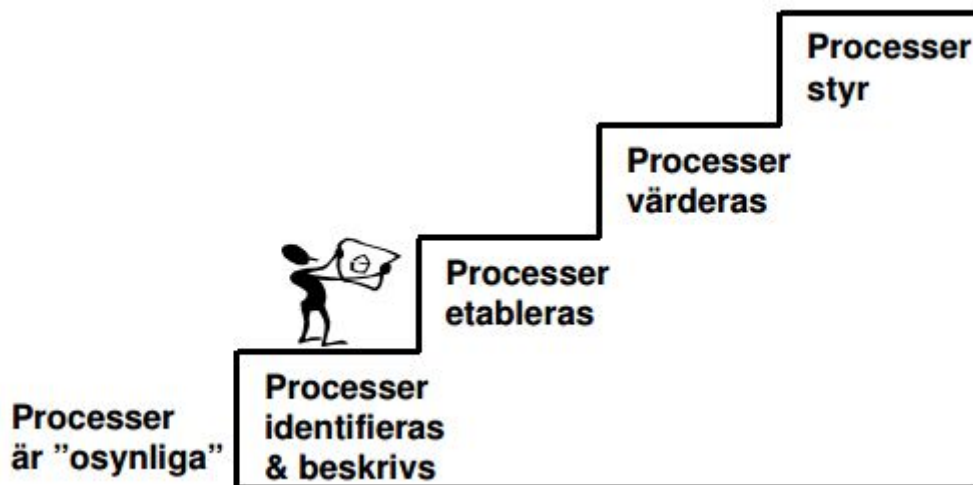 Processer
är ”osynliga”
Processer
identifieras
& beskrivs
Processer
etableras
Processer
värderas
Processer
styr